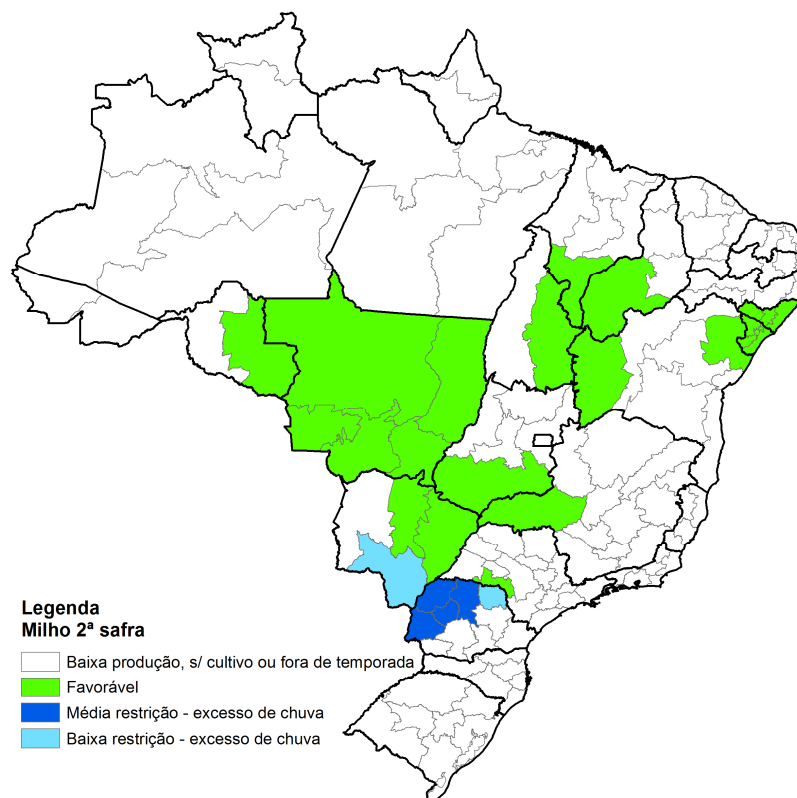 Legenda
Milho 2ª safra
Baixa produção, s/ cultivo ou fora de temporada
Favorável
Média restrição - excesso de chuva
Baixa restrição - excesso de chuva